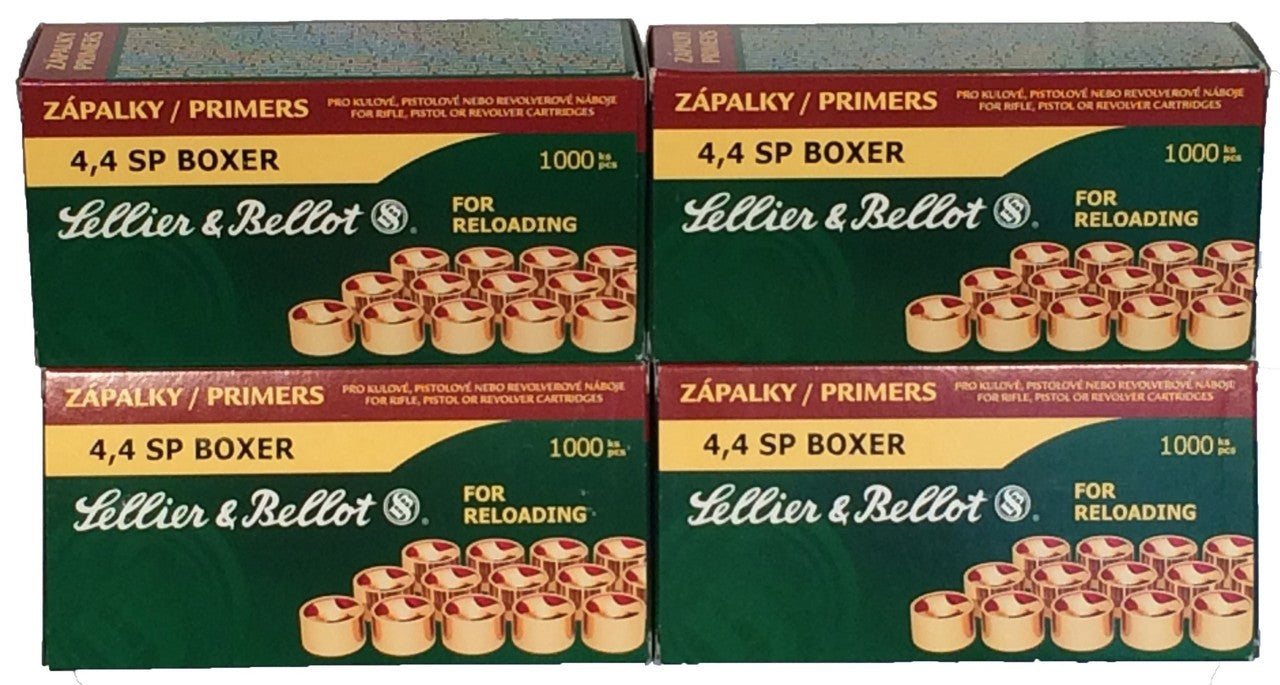 ZÁPALKY
PRIMERS
ZÁPALKY / PRIMERS
PRO KULOVÉ, PISTOLOVÉ NEBO REVOLVEROVÉ NÁBOJE
FOR RIFLE, PISTOL OR REVOLVER CARTRIDGES
4,4 SP BOXER
1000 ks
pcs
Sellier & Bellot
FOR
RELOADING
ZÁPALKY
PRIMERS
ZÁPALKY / PRIMERS
PRO KULOVÉ, PISTOLOVÉ NEBO REVOLVEROVÉ NÁBOJE
FOR RIFLE, PISTOL OR REVOLVER CARTRIDGES
4,4 SP BOXER
1000 ks
pcs
Sellier & Bellot
FOR
RELOADING
ZÁPALKY / PRIMERS
PRO KULOVÉ, PISTOLOVÉ NEBO REVOLVEROVÉ NÁBOJE
FOR RIFLE, PISTOL OR REVOLVER CARTRIDGES
4,4 SP BOXER
1000 ks
pcs
Sellier & Bellot
FOR
RELOADING
ZÁPALKY / PRIMERS
PRO KULOVÉ, PISTOLOVÉ NEBO REVOLVEROVÉ NÁBOJE
FOR RIFLE, PISTOL OR REVOLVER CARTRIDGES
4,4 SP BOXER
1000 ks
pcs
Sellier & Bellot
FOR
RELOADING